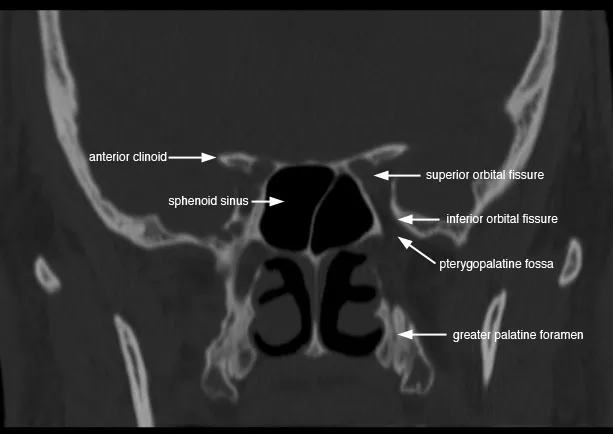 anterior clinoid
superior orbital fissure
sphenoid sinus
inferior orbital fissure
pterygopalatine fossa
greater palatine foramen